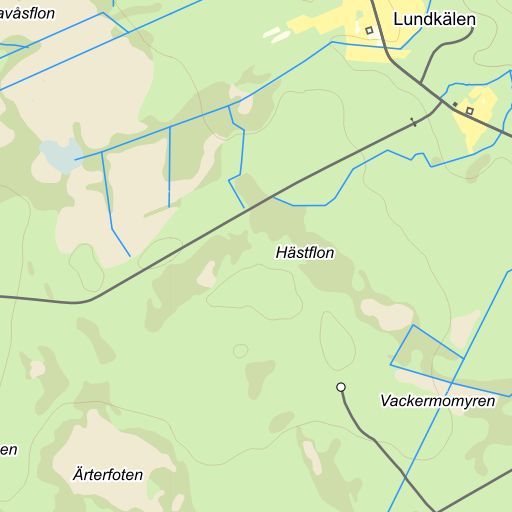 avåsflon
Lundkälen
Hästflon
Vackermomyren
en
Ärterfoten